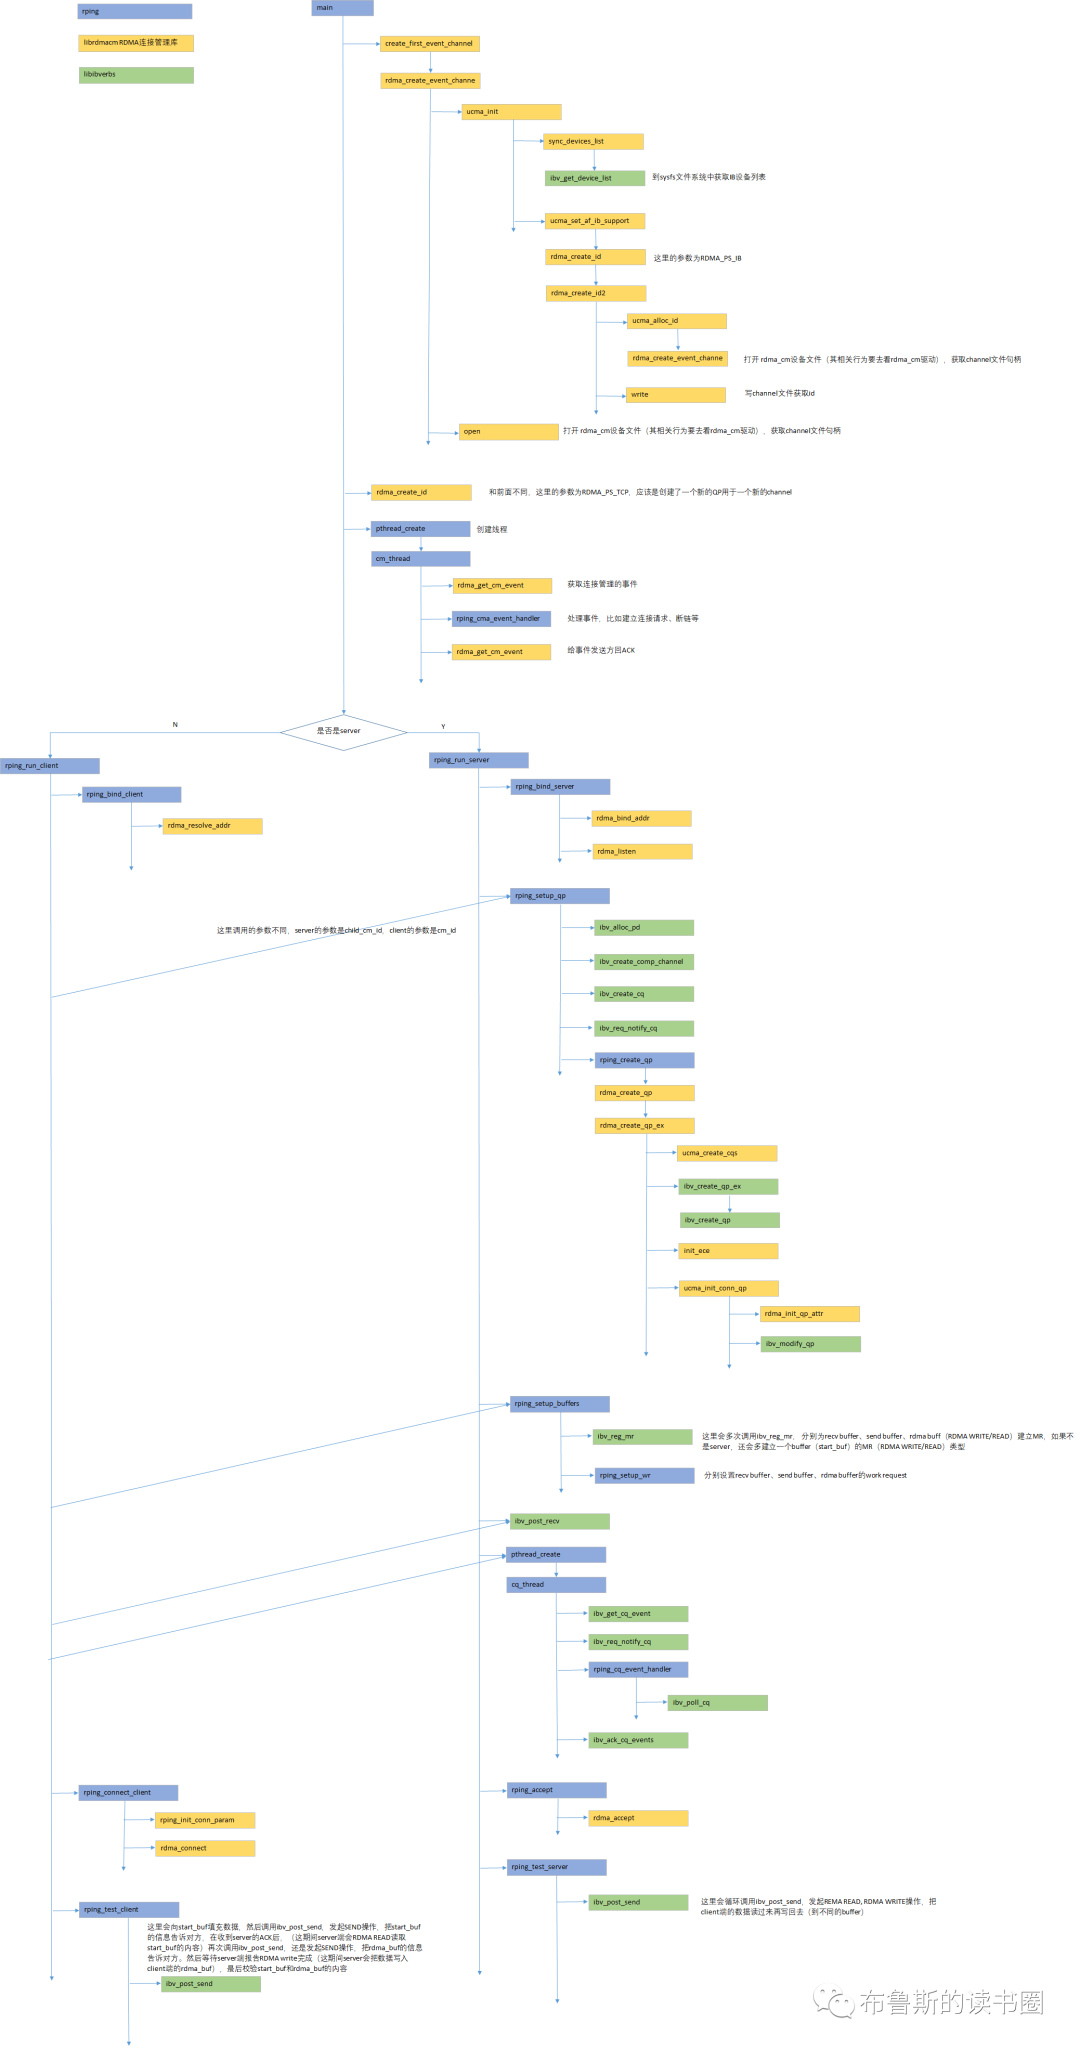 rping
main
librdmacm RDMA连接管理库
create_first_event_channel
libibverbs
rdma_create_event_channe
ucma_init
sync_devices_list
ibv_get_device_list
到sysfs文件系统中获取IB设备列表
ucma_set_af_ib_support
rdma_create_id
这里的参数为RDMA_PS_IB
rdma_create_id2
ucma_alloc_id
rdma_create_event_channe
打开 rdma_cm设备文件（其相关行为要去看rdma_cm驱动），获取channel文件句柄
write
写channel文件获取id
open
打开 rdma_cm设备文件（其相关行为要去看rdma_cm驱动），获取channel文件句柄
rdma_create_id
和前面不同，这里的参数为RDMA_PS_TCP，应该是创建了一个新的QP用于一个新的channel
pthread_create
创建线程
cm_thread
rdma_get_cm_event
获取连接管理的事件
rping_cma_event_handler
处理事件，比如建立连接请求、断链等
rdma_get_cm_event
给事件发送方回ACK
N
Y
是否是server
rping_run_client
rping_run_server
rping_bind_client
rping_bind_server
rdma_resolve_addr
rdma_bind_addr
rdma_listen
rping_setup_qp
这里调用的参数不同，server的参数是child_cm_id，client的参数是cm_id
ibv_alloc_pd
ibv_create_comp_channel
ibv_create_cq
ibv_req_notify_cq
rping_create_qp
rdma_create_qp
rdma_create_qp_ex
ucma_create_cqs
ibv_create_qp_ex
ibv_create_qp
init_ece
ucma_init_conn_qp
rdma_init_qp_attr
ibv_modify_qp
rping_setup_buffers
ibv_reg_mr
这里会多次调用ibv_reg_mr，分别为recv buffer、send buffer、rdma buff（RDMA WRITE/READ）建立MR，如果不
是server，还会多建立一个buffer（start_buf）的MR（RDMA WRITE/READ）类型
rping_setup_wr
分别设置recv buffer、send buffer、rdma buffer的work request
ibv_post_recv
pthread_create
cq_thread
ibv_get_cq_event
ibv_req_notify_cq
rping_cq_event_handler
ibv_poll_cq
ibv_ack_cq_events
rping_connect_client
rping_accept
rping_init_conn_param
rdma_accept
rdma_connect
rping_test_server
ibv_post_send
这里会循环调用ibv_post_send，发起REMA READ, RDMA WRITE操作，把
client端的数据读过来再写回去（到不同的buffer）
rping_test_client
这里会向start_buf填充数据，然后调用ibv_post_send，发起SEND操作，把start_buf
的信息告诉对方，在收到server的ACK后，（这期间server端会RDMA READ读取
start_buf的内容）再次调用ibv_post_send，还是发起SEND操作，把rdma_buf的信息
告诉对方。然后等待server端报告RDMA write完成（这期间server会把数据写入
client端的rdma_buf），最后校验start_buf和rdma_buf的内容
ibv_post_send
布鲁斯的读书圈